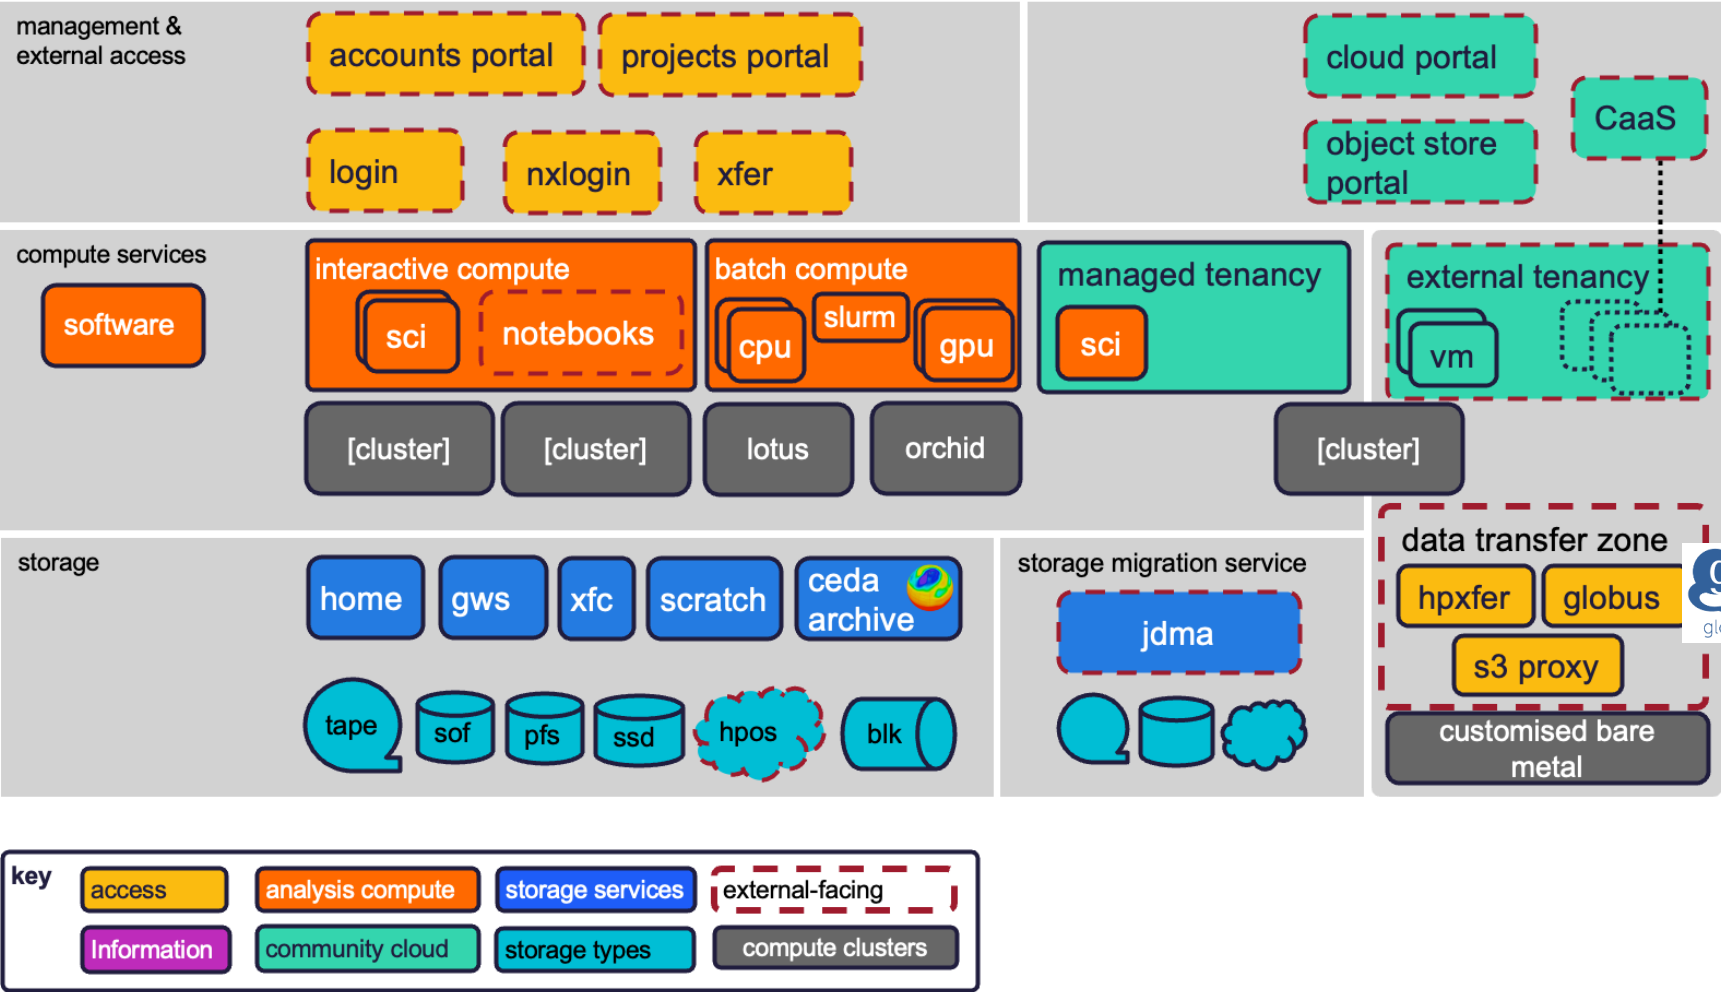 management &
external access
accounts portal
projects portal
cloud portal
CaaS
object store
portal
login
nxlogin
xfer
compute services
software
interactive compute
sci
notebooks
batch compute
cpu
slurm
gpu
managed tenancy
sci
external tenancy
vm
[cluster]
[cluster]
lotus
orchid
[cluster]
storage
home
gws
xfc
scratch
ceda
archive
tape
sof
pfs
ssd
hpos
blk
storage migration service
jdma
data transfer zone
hpxfer
globus
s3 proxy
customised bare
metal
key
access
analysis compute
storage services
external-facing
Information
community cloud
storage types
compute clusters